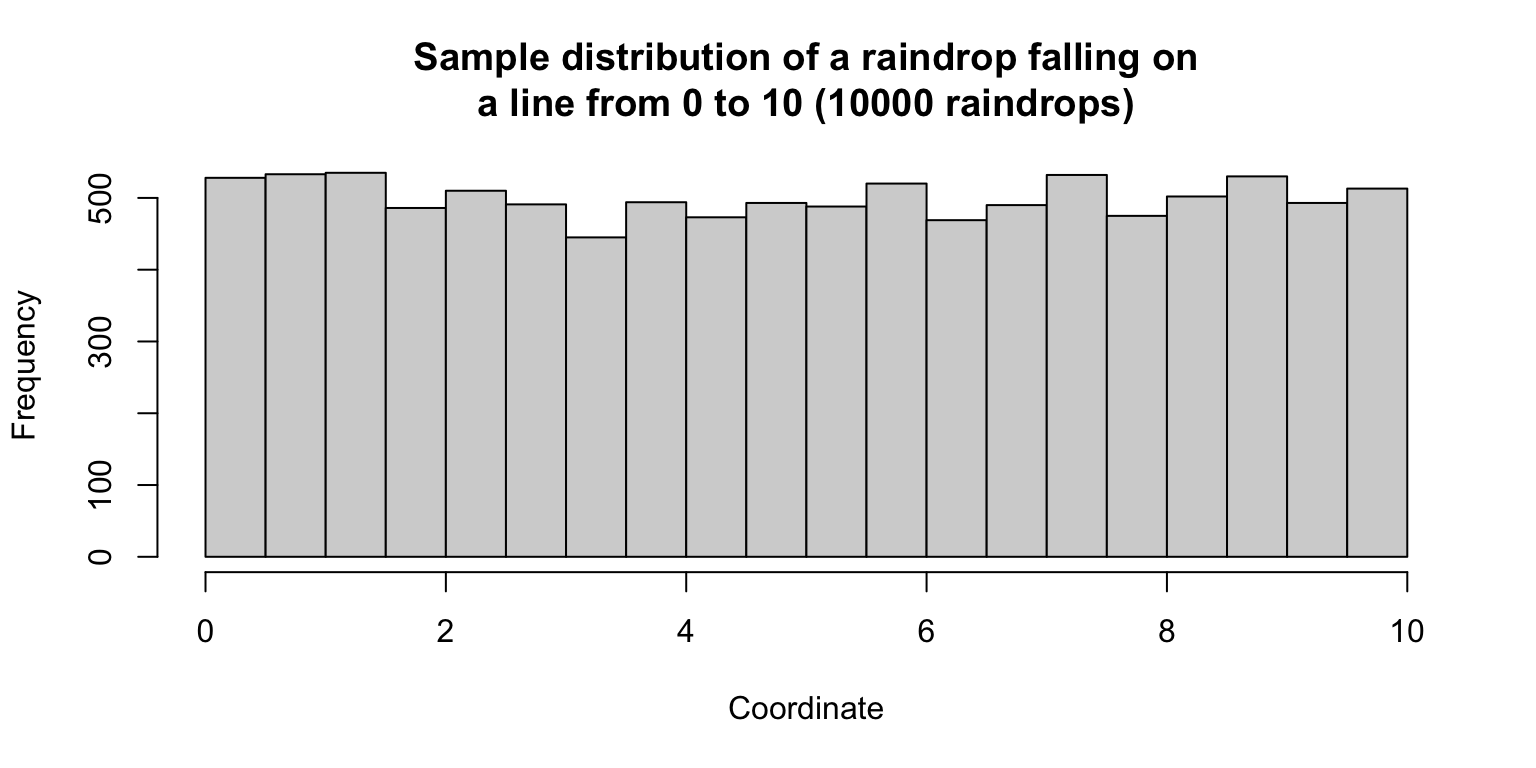 Sample distribution of a raindrop falling on
a line from 0 to 10 (10000 raindrops)
Frequency
500
300
100
0
0 2 4 6 8 10
Coordinate